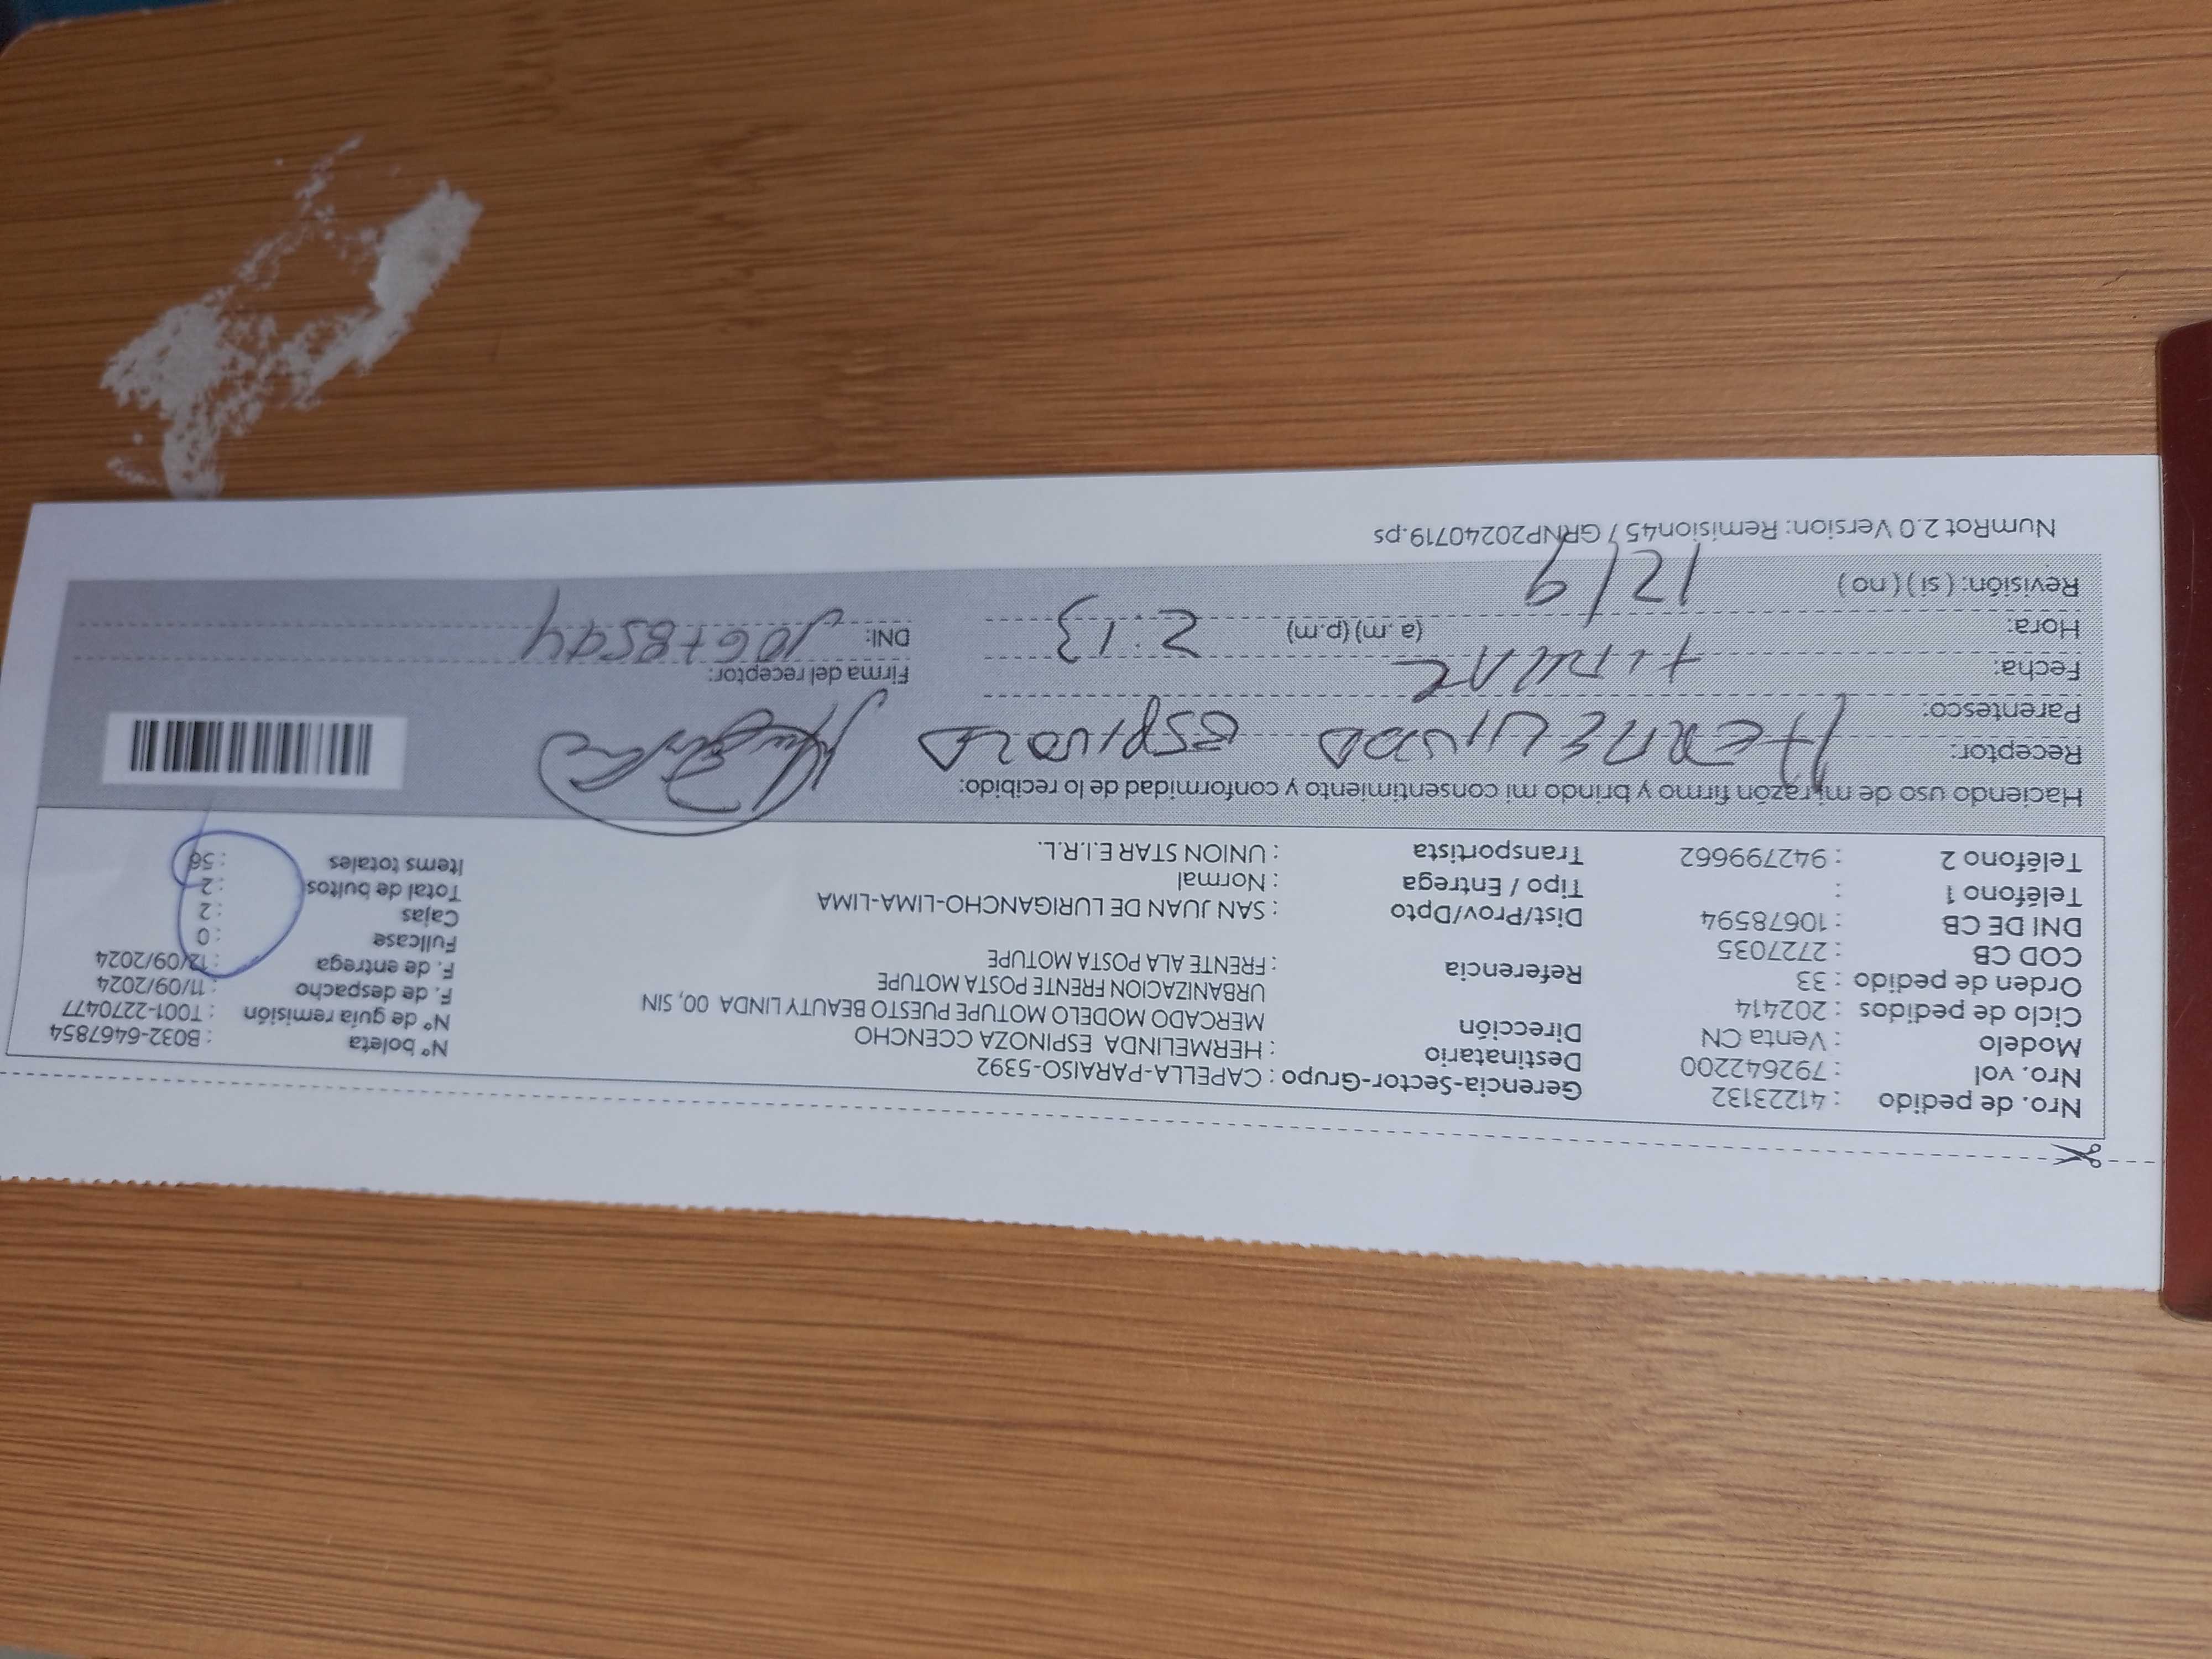 Nro. de pedido : 41223132 Gerencia-Sector-Grupo : CAPELLA-PARAISO-5392 N° boleta : B032-6467854
Nro. vol : 792642200 Destinatario : HERMELINDA ESPINOZA CCENCHO N° de guía remisión : T001-2270477
Modelo : Venta CN Dirección MERCADO MODELO MOTUPE PUESTO BEAUTY LINDA 00, SIN F. de despacho : 11/09/2024
Ciclo de pedidos : 202414 URBANIZACION FRENTE POSTA MOTUPE F. de entrega : 12/09/2024
Orden de pedido : 33 Referencia : FRENTE ALA POSTA MOTUPE Fullcase : 0
COD CB : 2727035 Dist/Prov/Dpto : SAN JUAN DE LURIGANCHO-LIMA-LIMA Cajas : 2
DNI DE CB : 10678594 Tipo / Entrega : Normal Total de bultos : 2
Teléfono 1 : Transportista : UNION STAR E.I.R.L. Items totales : 56
Teléfono 2 : 942799662
Haciendo uso de mi razón firmo y brindo mi consentimiento y conformidad de lo recibido:
Receptor: HERMELINDA ESPINOZA
Parentesco:
Fecha: Firma del receptor:
Hora: (a.m) (p.m) 2:13 DNI:
Revisión: ( si ) ( no ) 12/9
NumRot 2.0 Version: Remision45 / GRNP20240719.ps